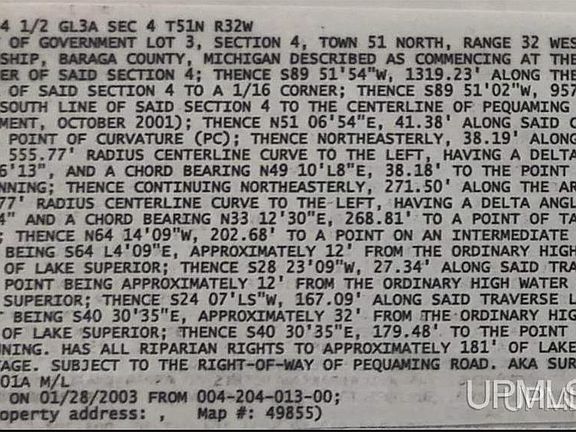 4 1/2 GL3A SEC 4 T51N R32W
OF GOVERNMENT LOT 3, SECTION 4, TOWN 51 NORTH, RANGE 32 WES
SHIP, BARAGA COUNTY, MICHIGAN DESCRIBED AS COMMENCING AT THE
ER OF SAID SECTION 4; THENCE S89 51'54"W, 1319.23' ALONG THE
OF SAID SECTION 4 TO A 1/16 CORNER; THENCE S89 51'02"W, 957
SOUTH LINE OF SAID SECTION 4 TO THE CENTERLINE OF PEQUAMING
MENT, OCTOBER 2001); THENCE N51 06'54"E, 41.38' ALONG SAID C
POINT OF CURVATURE (PC); THENCE NORTHEASTERLY, 38.19' ALONG
555.77' RADIUS CENTERLINE CURVE TO THE LEFT, HAVING A DELTA
6'13", AND A CHORD BEARING N49 10'L8"E, 38.18' TO THE POINT
NNING; THENCE CONTINUING NORTHEASTERLY, 271.50' ALONG THE AR
77' RADIUS CENTERLINE CURVE TO THE LEFT, HAVING A DELTA ANGL
4" AND A CHORD BEARING N33 12'30"E, 268.81' TO A POINT OF TA
; THENCE N64 14'09"W, 202.68' TO A POINT ON AN INTERMEDIATE
BEING S64 L4'09"E, APPROXIMATELY 12' FROM THE ORDINARY HIGH
OF LAKE SUPERIOR; THENCE S28 23'09"W, 27.34' ALONG SAID TRA
POINT BEING APPROXIMATELY 12' FROM THE ORDINARY HIGH WATER
SUPERIOR; THENCE S24 07'LS"W, 167.09' ALONG SAID TRAVERSE L
T BEING S40 30'35"E, APPROXIMATELY 32' FROM THE ORDINARY HIG
OF LAKE SUPERIOR; THENCE S40 30'35"E, 179.48' TO THE POINT
NNING. HAS ALL RIPARIAN RIGHTS TO APPROXIMATELY 181' OF LAKE
TAGE. SUBJECT TO THE RIGHT-OF-WAY OF PEQUAMING ROAD. AKA SUR
01A M/L
ON 01/28/2003 FROM 004-204-013-00;
roperty address: , Map #: 49855)
UPMLS